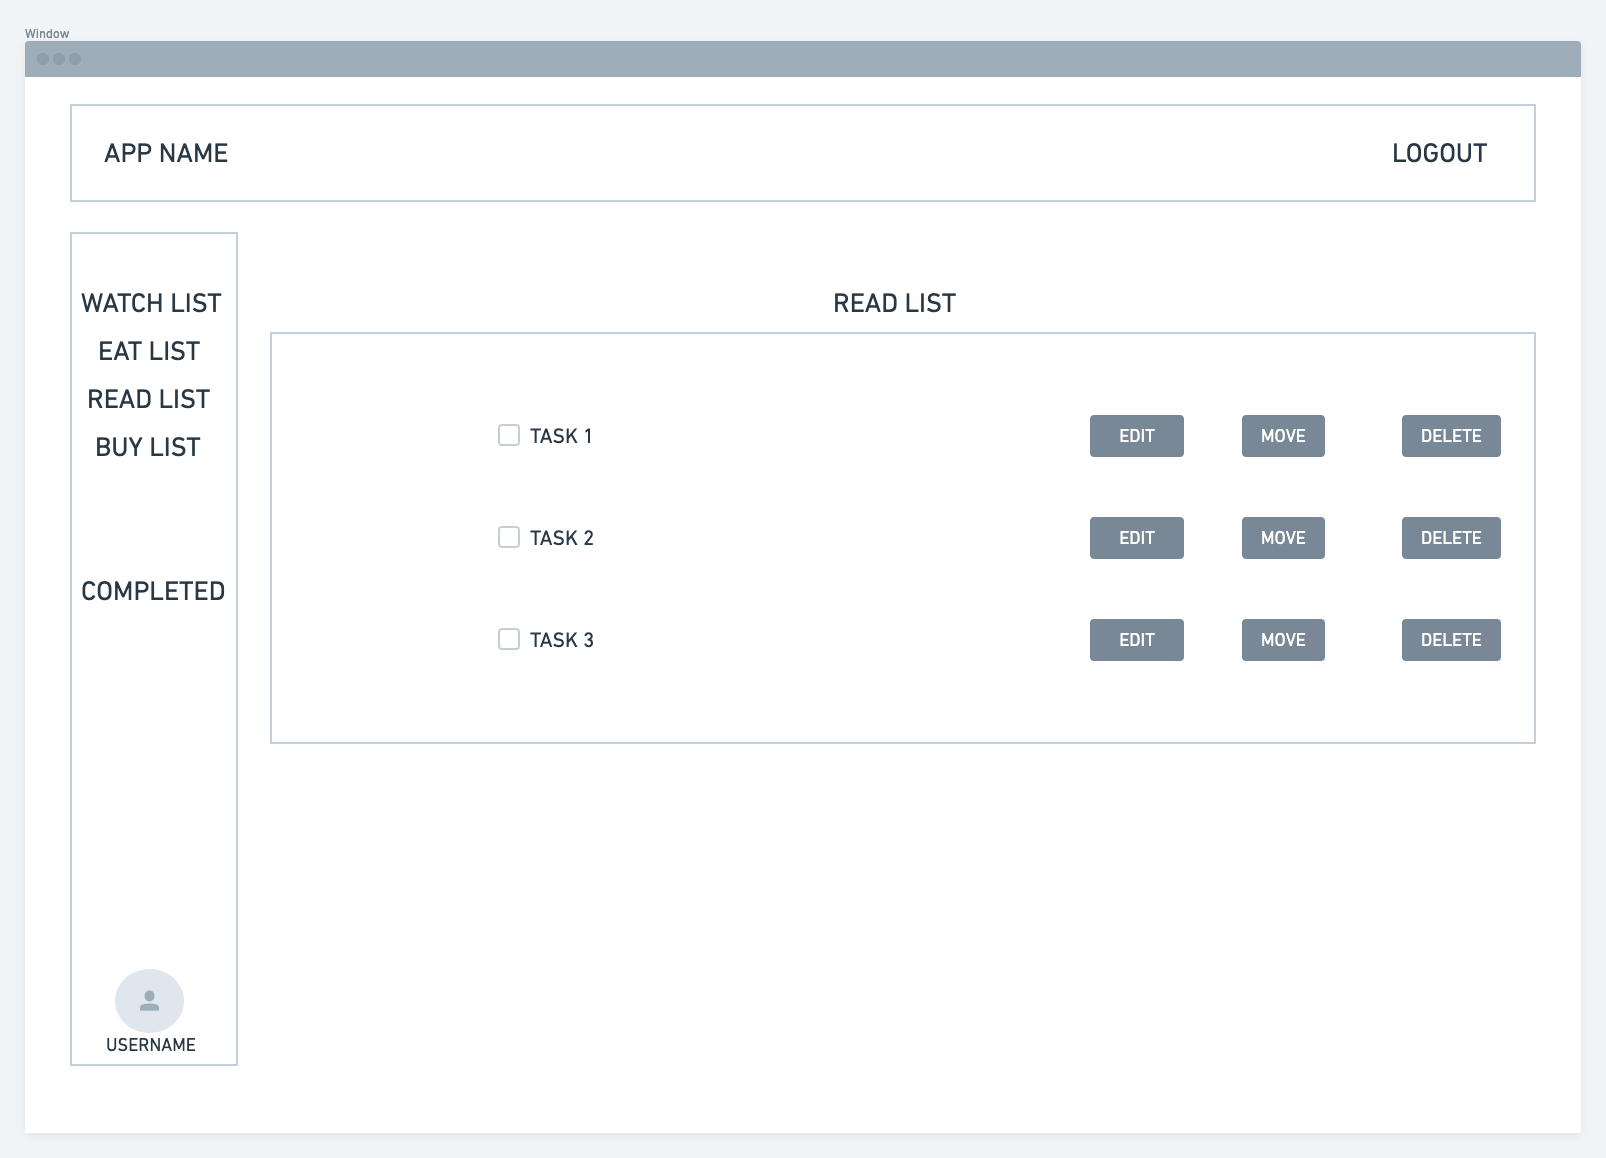 Window
APP NAME
LOGOUT
WATCH LIST
EAT LIST
READ LIST
BUY LIST
COMPLETED
USERNAME
READ LIST
TASK 1 EDIT MOVE DELETE
TASK 2 EDIT MOVE DELETE
TASK 3 EDIT MOVE DELETE